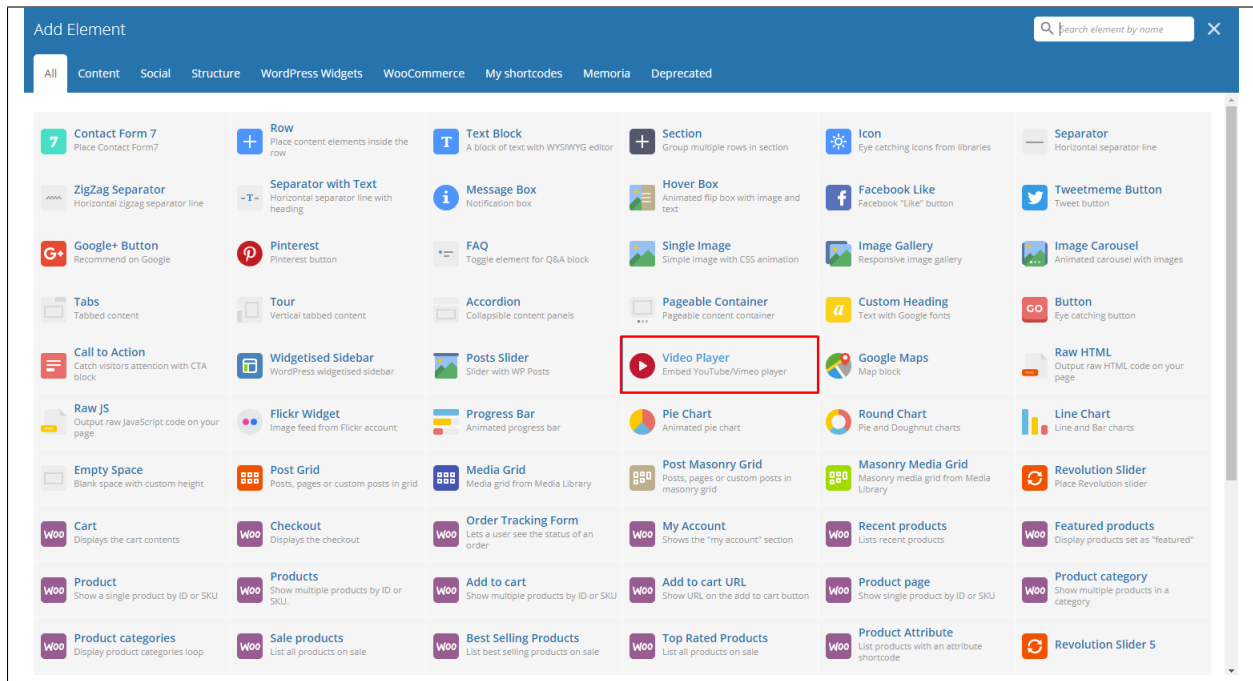 Add Element
Search element by name
All Content Social Structure WordPress Widgets WooCommerce My shortcodes Memoria Deprecated
7
Contact Form 7
Place Contact Form7
Row
Place content elements inside the
row
T
Text Block
A block of text with WYSIWYG editor
Section
Group multiple rows in section
Icon
Eye catching icons from libraries
Separator
Horizontal separator line
ZigZag Separator
Horizontal zigzag separator line
-T-
Separator with Text
Horizontal separator line with
heading
i
Message Box
Notification box
Hover Box
Animated flip box with image and
text
f
Facebook Like
Facebook "Like" button
Tweetmeme Button
Tweet button
G+
Google+ Button
Recommend on Google
Pinterest
Pinterest button
FAQ
Toggle element for Q&A block
Single Image
Simple image with CSS animation
Image Gallery
Responsive image gallery
Image Carousel
Animated carousel with images
Tabs
Tabbed content
Tour
Vertical tabbed content
Accordion
Collapsible content panels
Pageable Container
Pageable content container
a
Custom Heading
Text with Google fonts
GO
Button
Eye catching button
Call to Action
Catch visitors attention with CTA
block
Widgetised Sidebar
WordPress widgetised sidebar
Posts Slider
Slider with WP Posts
Video Player
Embed YouTube/Vimeo player
Google Maps
Map block
Raw HTML
Output raw HTML code on your
page
Raw JS
Output raw JavaScript code on your
page
Flickr Widget
Image feed from Flickr account
Progress Bar
Animated progress bar
Pie Chart
Animated pie chart
Round Chart
Pie and Doughnut charts
Line Chart
Line and Bar charts
Empty Space
Blank space with custom height
Post Grid
Posts, pages or custom posts in grid
Media Grid
Media grid from Media Library
Post Masonry Grid
Posts, pages or custom posts in
masonry grid
Masonry Media Grid
Masonry media grid from Media
Library
Revolution Slider
Place Revolution slider
Woo
Cart
Displays the cart contents
Woo
Checkout
Displays the checkout
Woo
Order Tracking Form
Lets a user see the status of an
order
Woo
My Account
Shows the "my account" section
Woo
Recent products
Lists recent products
Woo
Featured products
Display products set as "featured"
Woo
Product
Show a single product by ID or SKU
Woo
Products
Show multiple products by ID or
SKU.
Woo
Add to cart
Show multiple products by ID or SKU
Woo
Add to cart URL
Show URL on the add to cart button
Woo
Product page
Show single product by ID or SKU
Woo
Product category
Show multiple products in a
category
Woo
Product categories
Display product categories loop
Woo
Sale products
List all products on sale
Woo
Best Selling Products
List best selling products on sale
Woo
Top Rated Products
List all products on sale
Woo
Product Attribute
List products with an attribute
shortcode
Revolution Slider 5